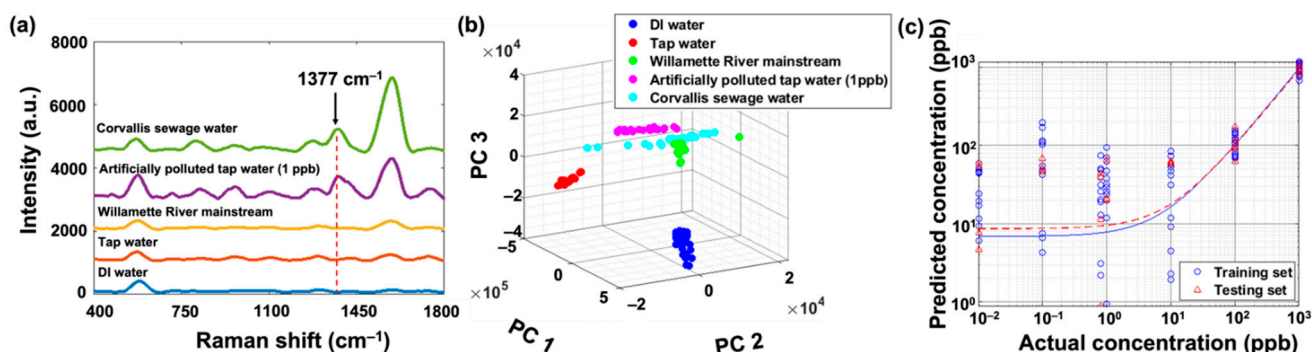 (a)
8000
6000
4000
2000
0
Intensity (a.u.)
1377 cm⁻¹
Corvallis sewage water
Artificially polluted tap water (1 ppb)
Willamette River mainstream
Tap water
DI water
400 750 1100 1450 1800
Raman shift (cm⁻¹)
(b)
DI water
Tap water
Willamette River mainstream
Artificially polluted tap water (1ppb)
Corvallis sewage water
×10⁴
4
2
0
−2
−4
PC 3
−5
0
5
×10⁵
PC 1
−2
0
2
×10⁴
PC 2
(c)
Predicted concentration (ppb)
10³
10²
10¹
10⁰
Training set
Testing set
10⁻² 10⁻¹ 10⁰ 10¹ 10² 10³
Actual concentration (ppb)